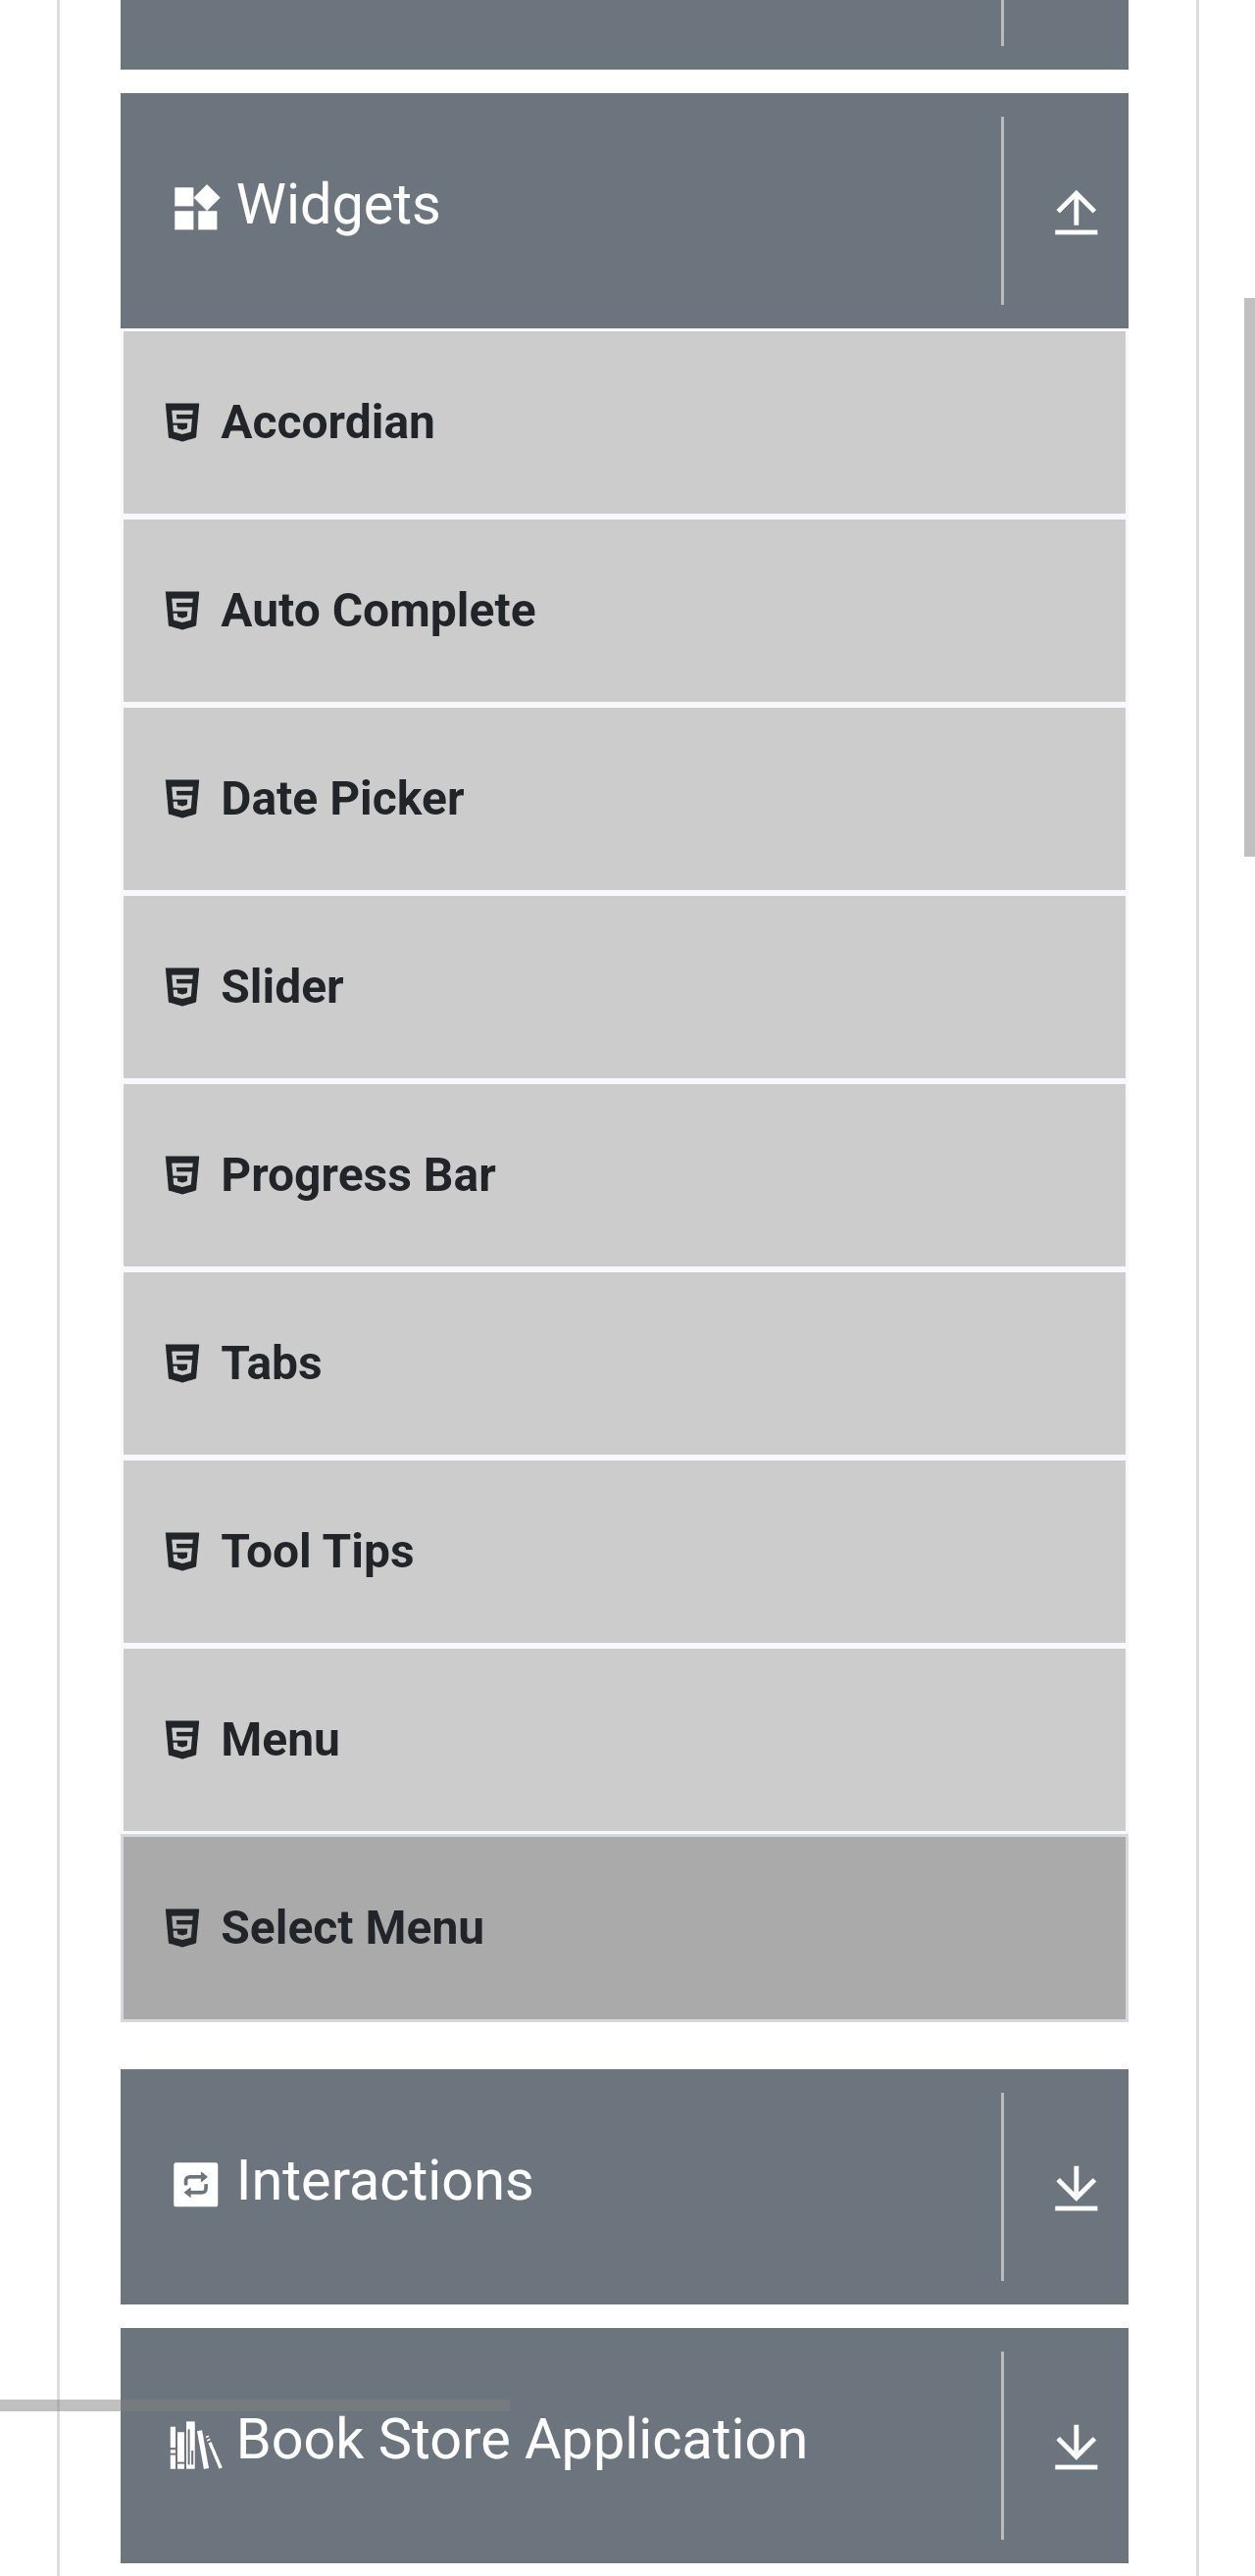 Widgets
Accordian
Auto Complete
Date Picker
Slider
Progress Bar
Tabs
Tool Tips
Menu
Select Menu
Interactions
Book Store Application